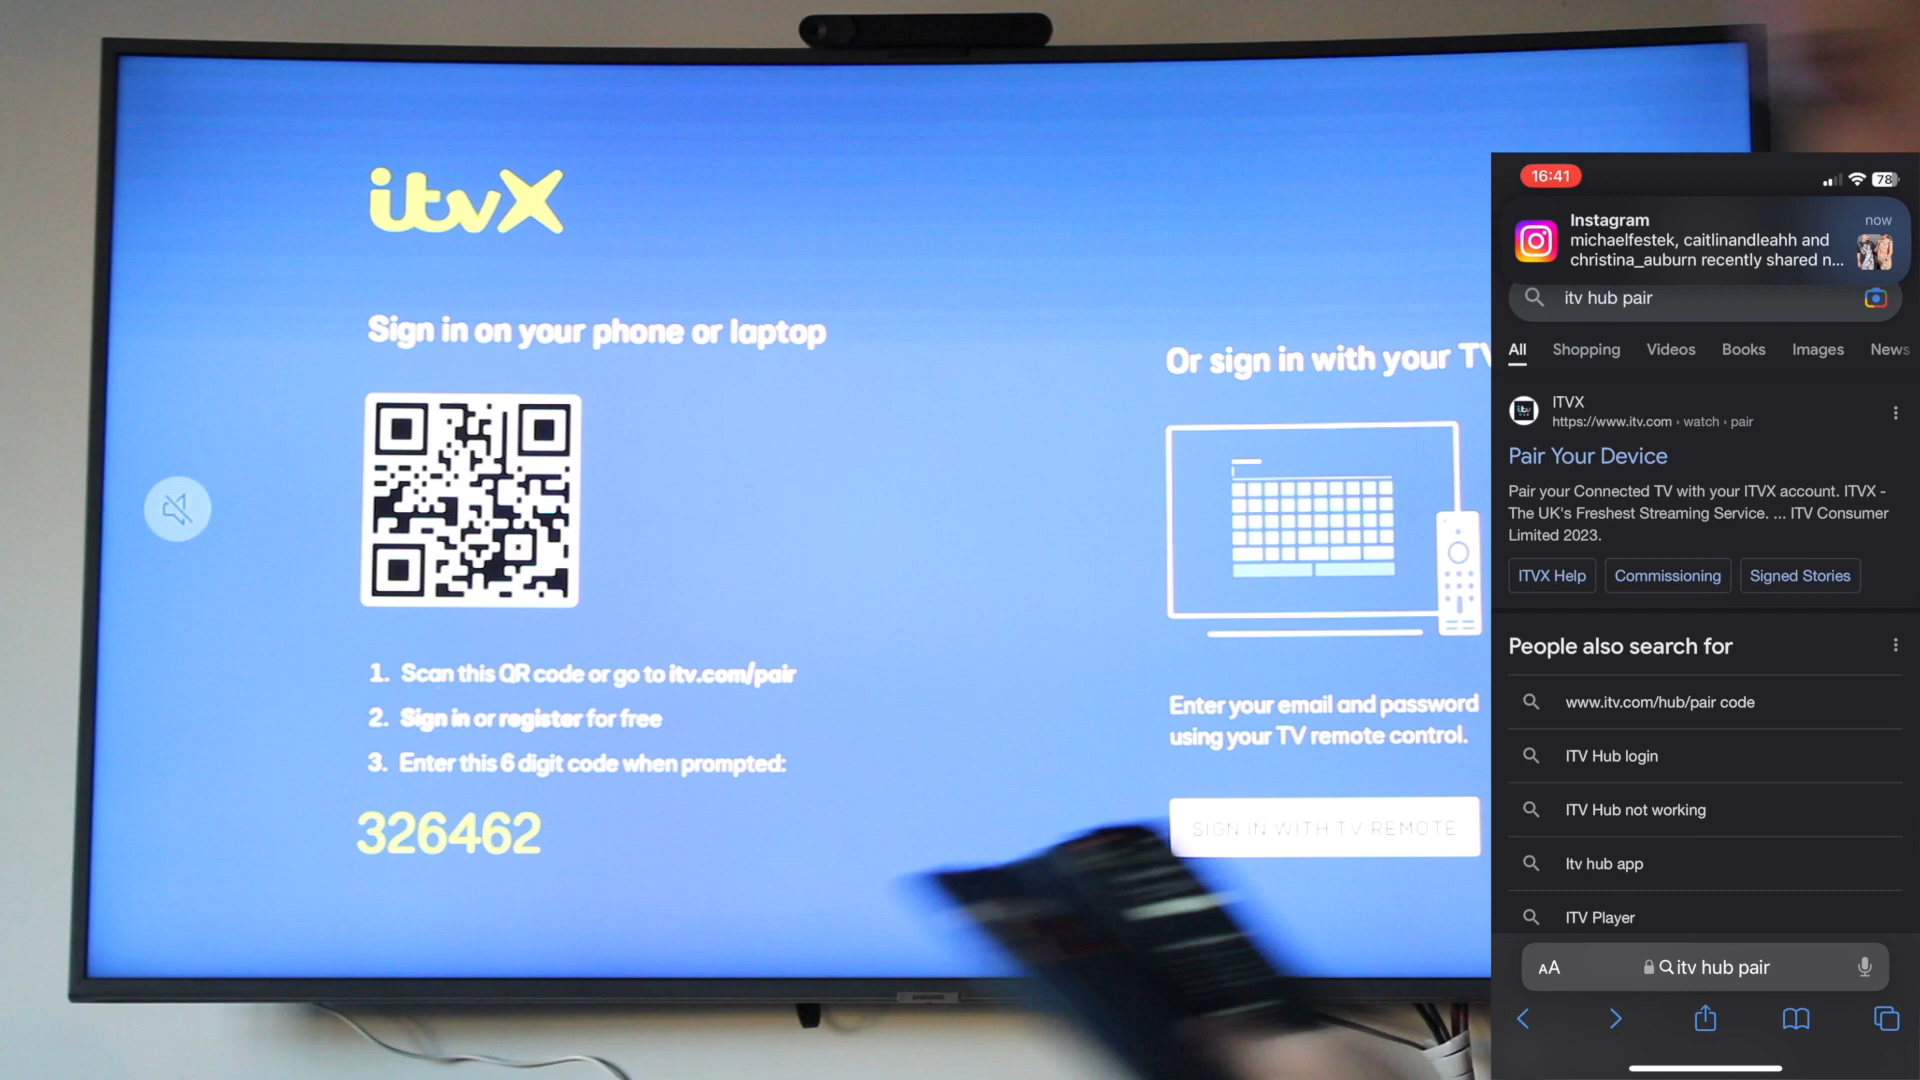 itvX
Sign in on your phone or laptop
1. Scan this QR code or go to itv.com/pair
2. Sign in or register for free
3. Enter this 6 digit code when prompted:
326462
Or sign in with your TV
Enter your email and password
using your TV remote control.
SIGN IN WITH TV REMOTE
SAMSUNG
16:41
78
Instagram
now
michaelfestek, caitlinandleahh and
christina_auburn recently shared n...
itv hub pair
All Shopping Videos Books Images News
ITVX
https://www.itv.com › watch › pair
Pair Your Device
Pair your Connected TV with your ITVX account. ITVX -
The UK's Freshest Streaming Service. ... ITV Consumer
Limited 2023.
ITVX Help Commissioning Signed Stories
People also search for
www.itv.com/hub/pair code
ITV Hub login
ITV Hub not working
Itv hub app
ITV Player
AA itv hub pair